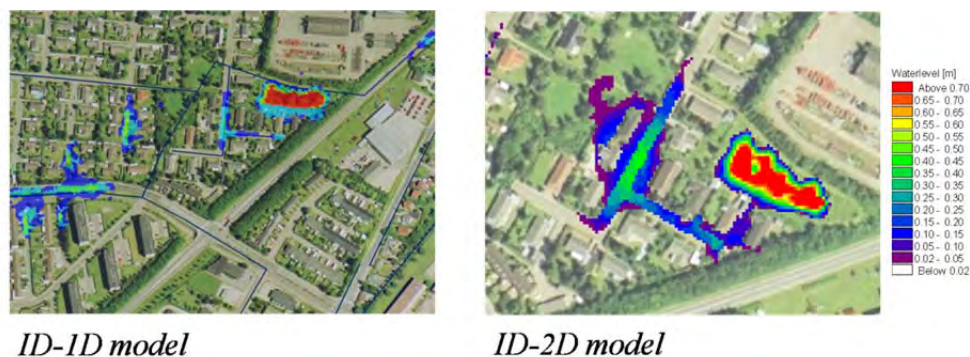 Waterlevel [m]
Above 0.70
0.65 - 0.70
0.60 - 0.65
0.55 - 0.60
0.50 - 0.55
0.45 - 0.50
0.40 - 0.45
0.35 - 0.40
0.30 - 0.35
0.25 - 0.30
0.20 - 0.25
0.15 - 0.20
0.10 - 0.15
0.05 - 0.10
0.02 - 0.05
Below 0.02
ID-1D model
ID-2D model